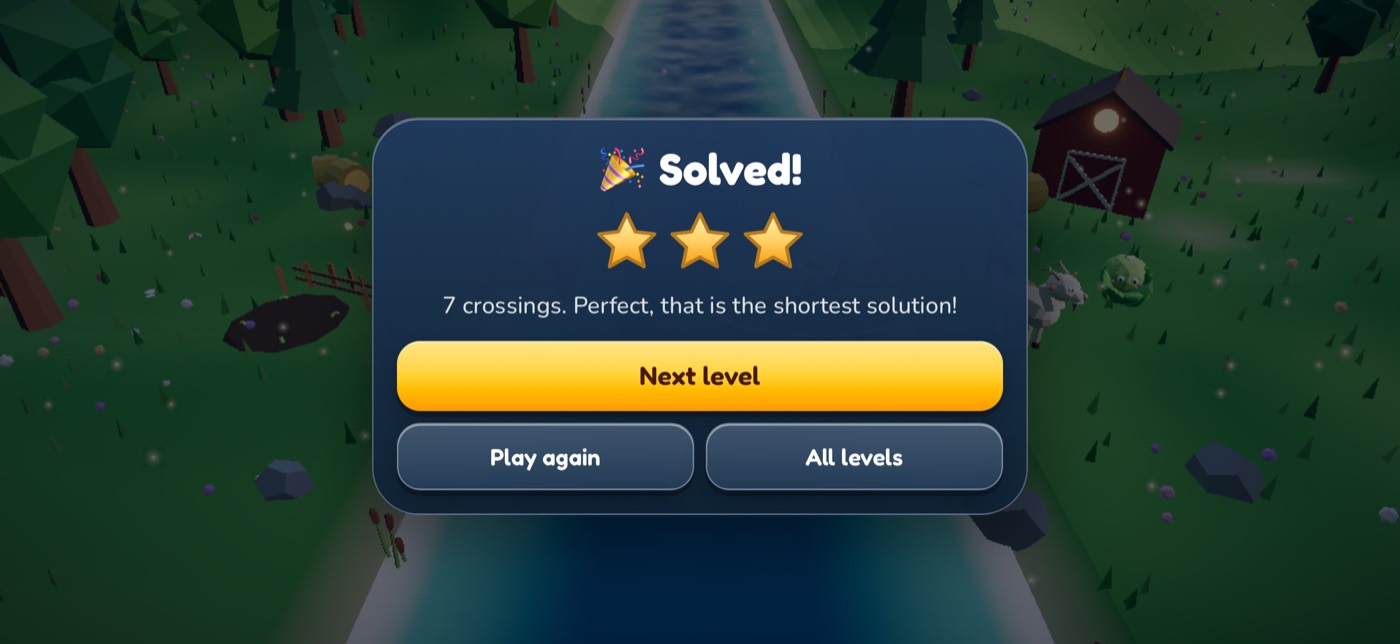 🎉 Solved!
7 crossings. Perfect, that is the shortest solution!
Next level
Play again
All levels